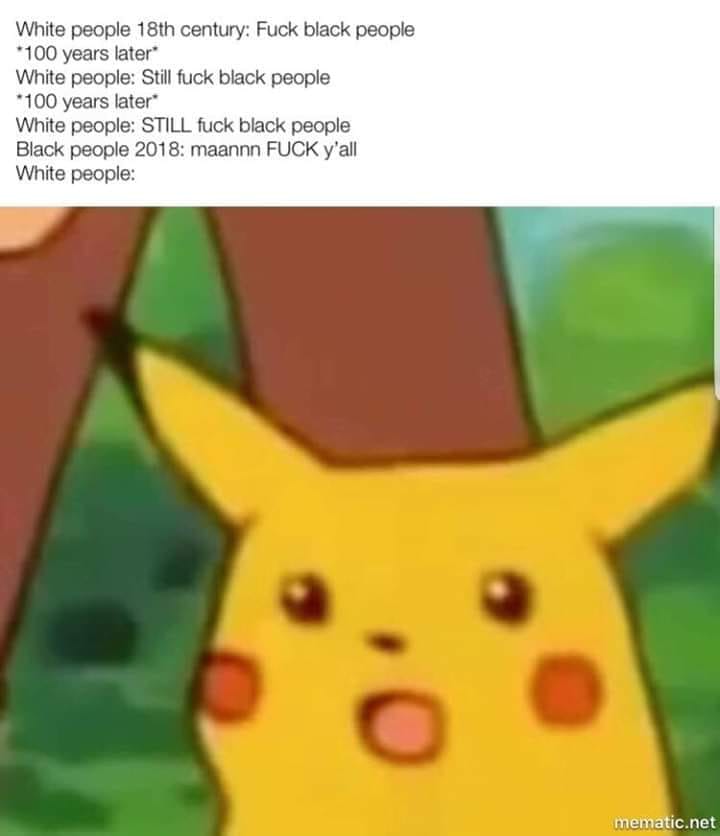 White people 18th century: Fuck black people
*100 years later*
White people: Still fuck black people
*100 years later*
White people: STILL fuck black people
Black people 2018: maannn FUCK y'all
White people:
mematic.net